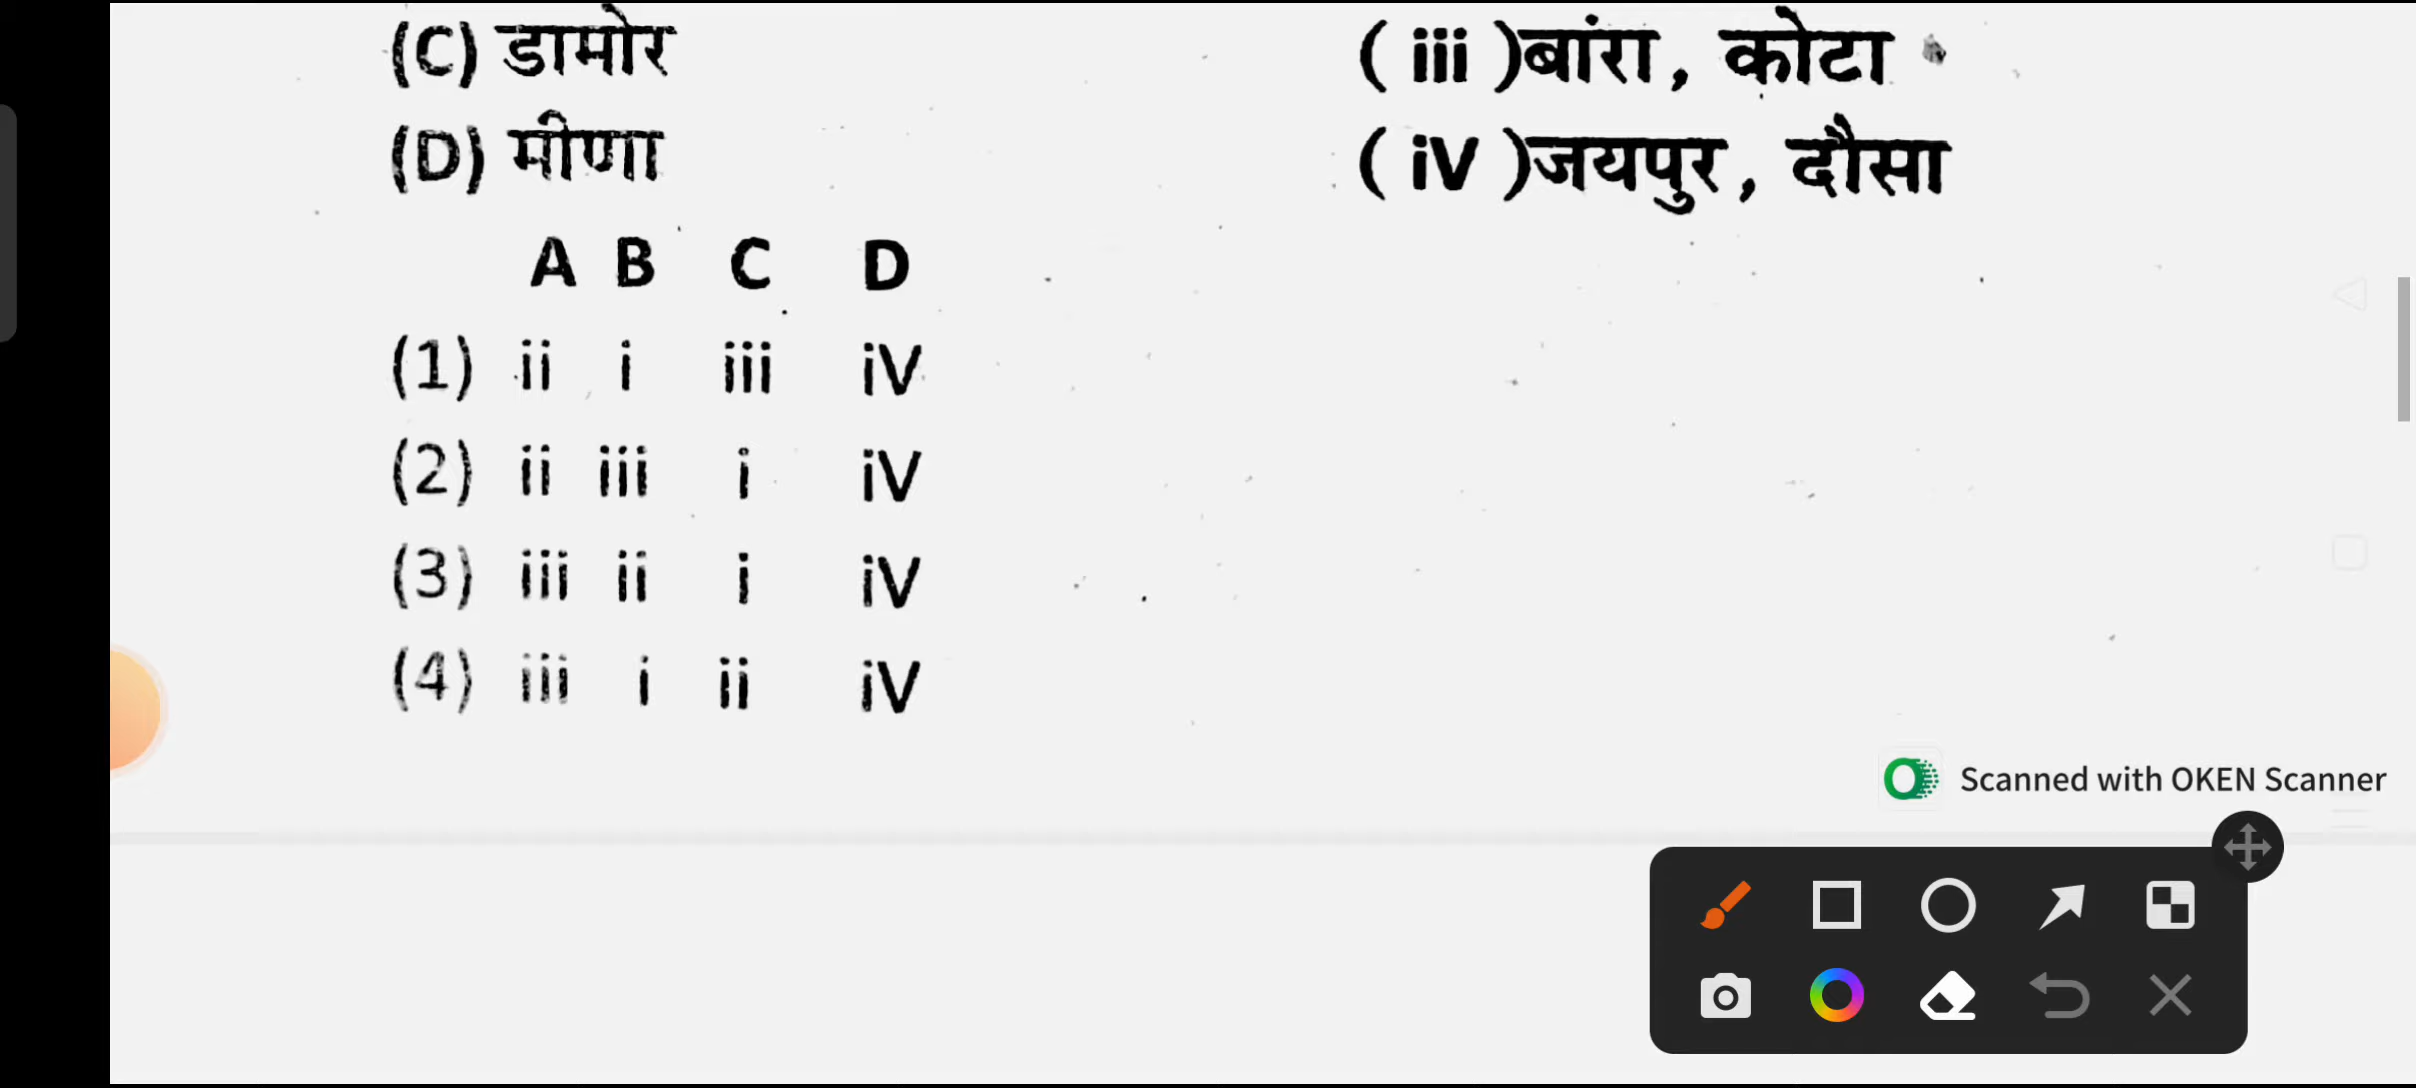 (C) डामोर ( iii )बांरा, कोटा
(D) मीणा ( iV )जयपुर, दौसा
A B C D
(1) ii i iii iV
(2) ii iii i iV
(3) iii ii i iV
(4) iii i ii iV
Scanned with OKEN Scanner